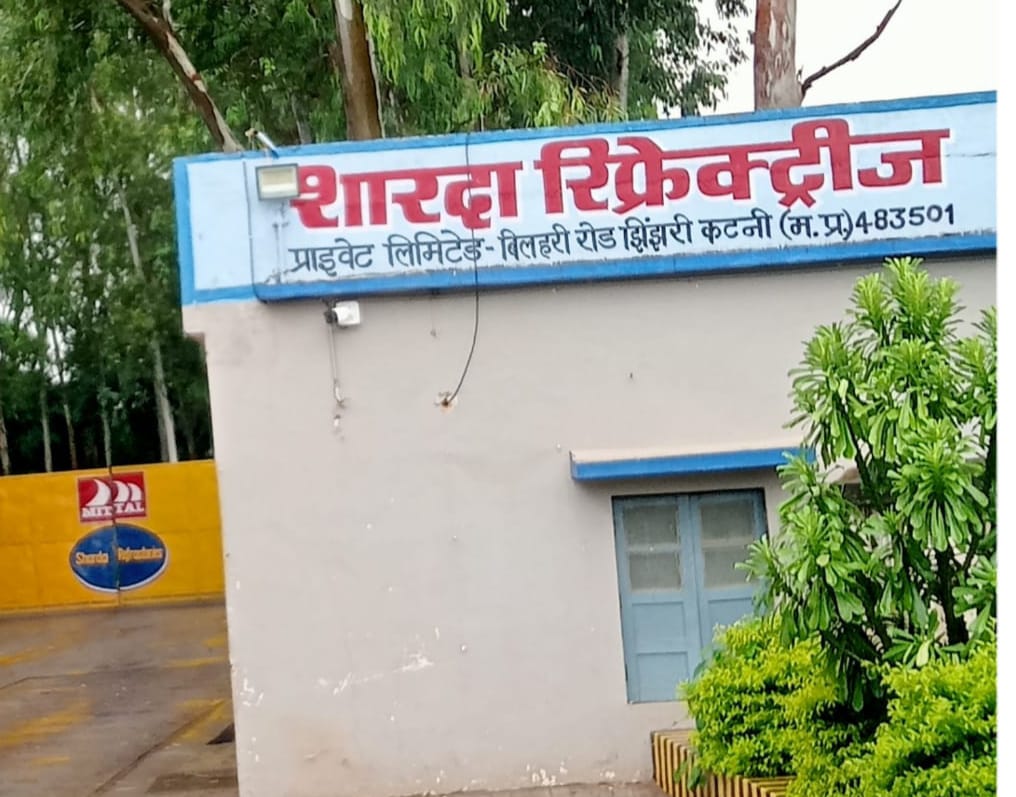 शारदा रिफ्रेक्ट्रीज
प्राइवेट लिमिटेड- बिलहरी रोड झिंझरी कटनी (म.प्र.)483501
MITTAL
Sharda Refractories